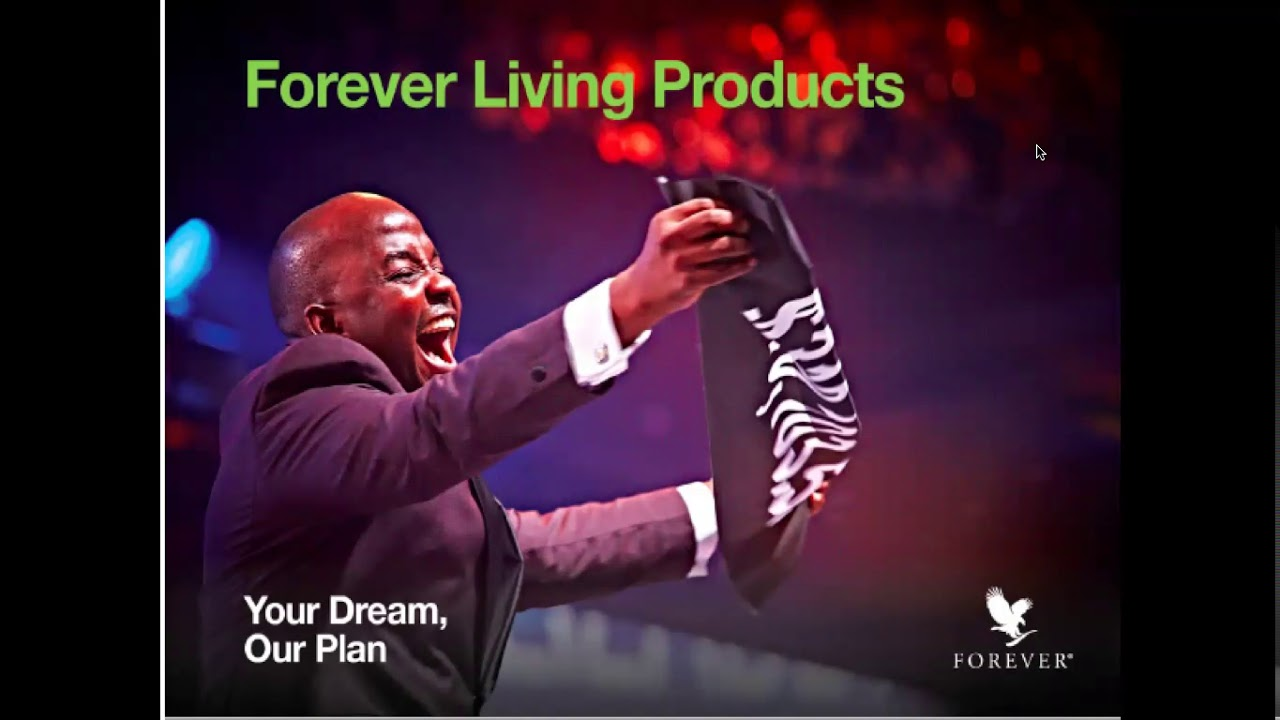 Forever Living Products
Your Dream,
Our Plan
FOREVER®